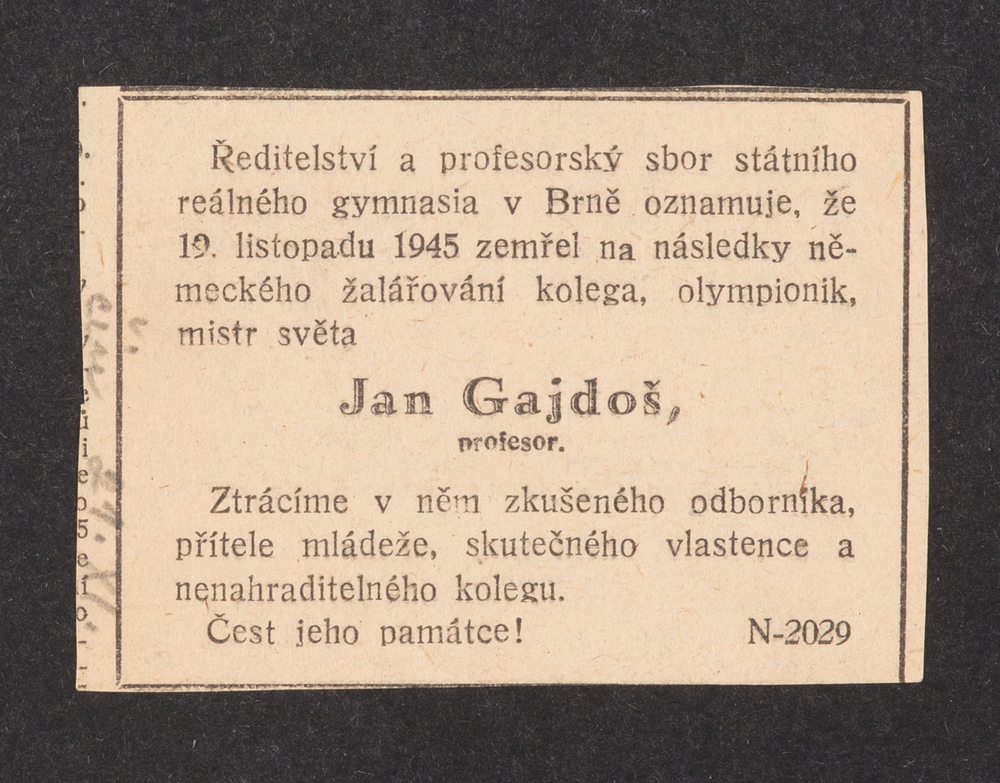 Ředitelství a profesorský sbor státního
reálného gymnasia v Brně oznamuje, že
19. listopadu 1945 zemřel na následky ně-
meckého žalářování kolega, olympionik,
mistr světa
Jan Gajdoš,
profesor.
Ztrácíme v něm zkušeného odborníka,
přítele mládeže, skutečného vlastence a
nenahraditelného kolegu.
Čest jeho památce! N-2029